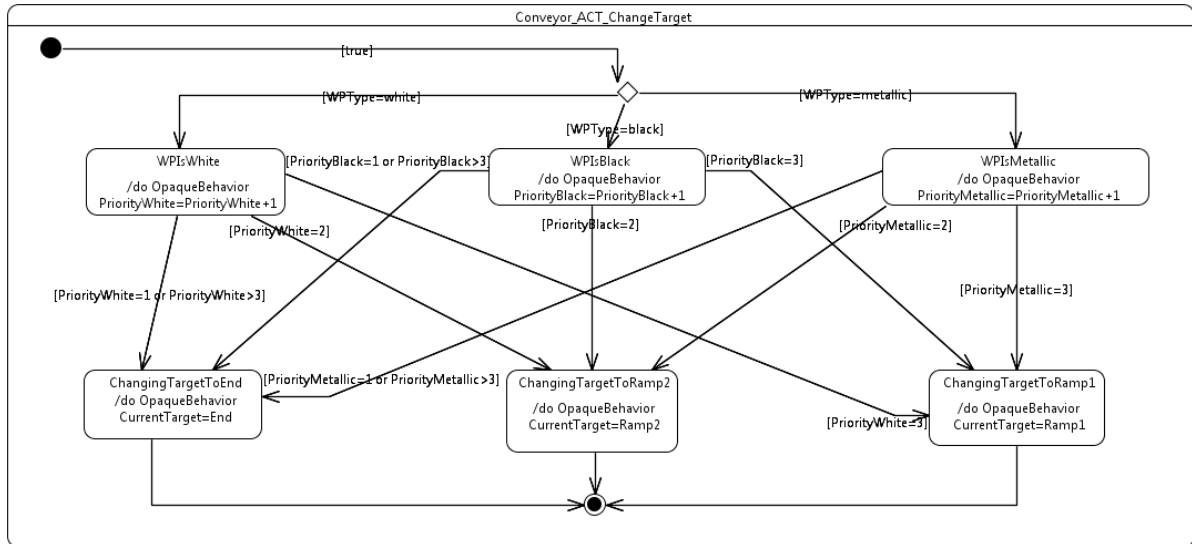 Conveyor_ACT_ChangeTarget
[true]
[WPType=white]
[WPType=metallic]
[WPType=black]
WPIsWhite
/do OpaqueBehavior
PriorityWhite=PriorityWhite+1
[PriorityBlack=1 or PriorityBlack>3]
WPIsBlack
/do OpaqueBehavior
PriorityBlack=PriorityBlack+1
[PriorityBlack=3]
WPIsMetallic
/do OpaqueBehavior
PriorityMetallic=PriorityMetallic+1
[PriorityWhite=2]
[PriorityBlack=2]
[PriorityMetallic=2]
[PriorityWhite=1 or PriorityWhite>3]
[PriorityMetallic=3]
ChangingTargetToEnd
/do OpaqueBehavior
CurrentTarget=End
[PriorityMetallic=1 or PriorityMetallic>3]
ChangingTargetToRamp2
/do OpaqueBehavior
CurrentTarget=Ramp2
[PriorityWhite=3]
ChangingTargetToRamp1
/do OpaqueBehavior
CurrentTarget=Ramp1